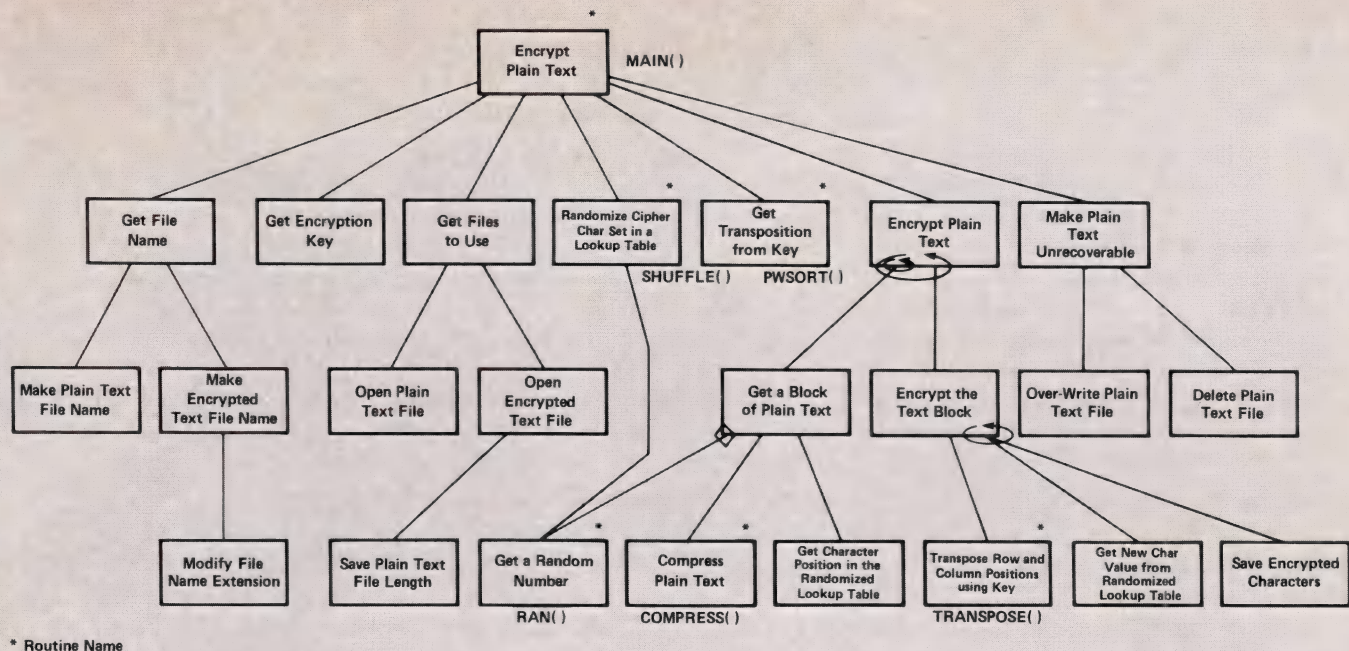 *
Encrypt
Plain Text
MAIN( )
Get File
Name
Get Encryption
Key
Get Files
to Use
*
Randomize Cipher
Char Set in a
Lookup Table
SHUFFLE( )
*
Get
Transposition
from Key
PWSORT( )
Encrypt Plain
Text
Make Plain
Text
Unrecoverable
Make Plain Text
File Name
Make
Encrypted
Text File Name
Open Plain
Text File
Open
Encrypted
Text File
Get a Block
of Plain Text
Encrypt the
Text Block
Over-Write Plain
Text File
Delete Plain
Text File
Modify File
Name Extension
Save Plain Text
File Length
*
Get a Random
Number
RAN( )
*
Compress
Plain Text
COMPRESS( )
Get Character
Position in the
Randomized
Lookup Table
*
Transpose Row and
Column Positions
using Key
TRANSPOSE( )
Get New Char
Value from
Randomized
Lookup Table
Save Encrypted
Characters
* Routine Name